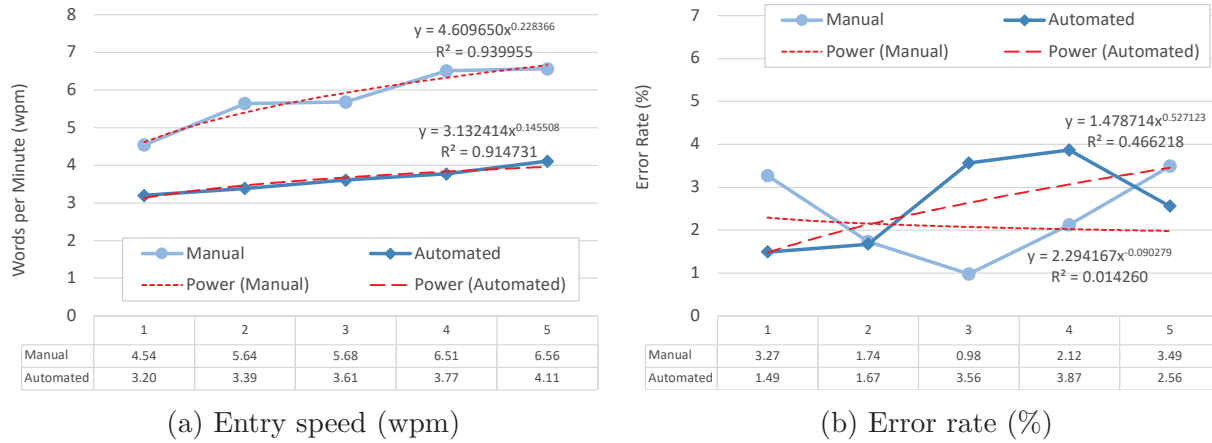 8
7
6
5
4
3
2
1
0
Words per Minute (wpm)
y = 4.609650x^0.228366
R² = 0.939955
y = 3.132414x^0.145508
R² = 0.914731
Manual Automated
Power (Manual) Power (Automated)
1 2 3 4 5
Manual 4.54 5.64 5.68 6.51 6.56
Automated 3.20 3.39 3.61 3.77 4.11
(a) Entry speed (wpm)
7
6
5
4
3
2
1
0
Error Rate (%)
Manual Automated
Power (Manual) Power (Automated)
y = 1.478714x^0.527123
R² = 0.466218
y = 2.294167x^-0.090279
R² = 0.014260
1 2 3 4 5
Manual 3.27 1.74 0.98 2.12 3.49
Automated 1.49 1.67 3.56 3.87 2.56
(b) Error rate (%)